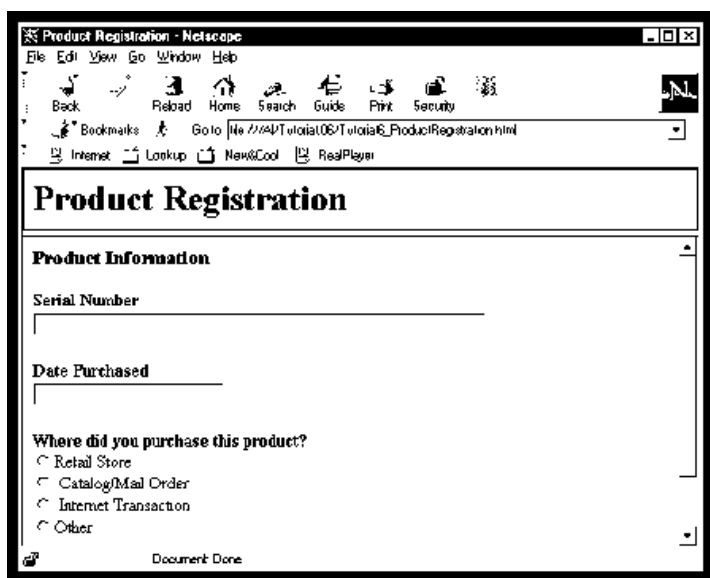 Product Registration - Netscape
File Edit View Go Window Help
Back Reload Home Search Guide Print Security
Bookmarks Go to file:///A|/Tutorial.06/Tutorial6_ProductRegistration.html
Internet Lookup New&Cool RealPlayer
Product Registration
Product Information
Serial Number
Date Purchased
Where did you purchase this product?
Retail Store
Catalog/Mail Order
Internet Transaction
Other
Document Done